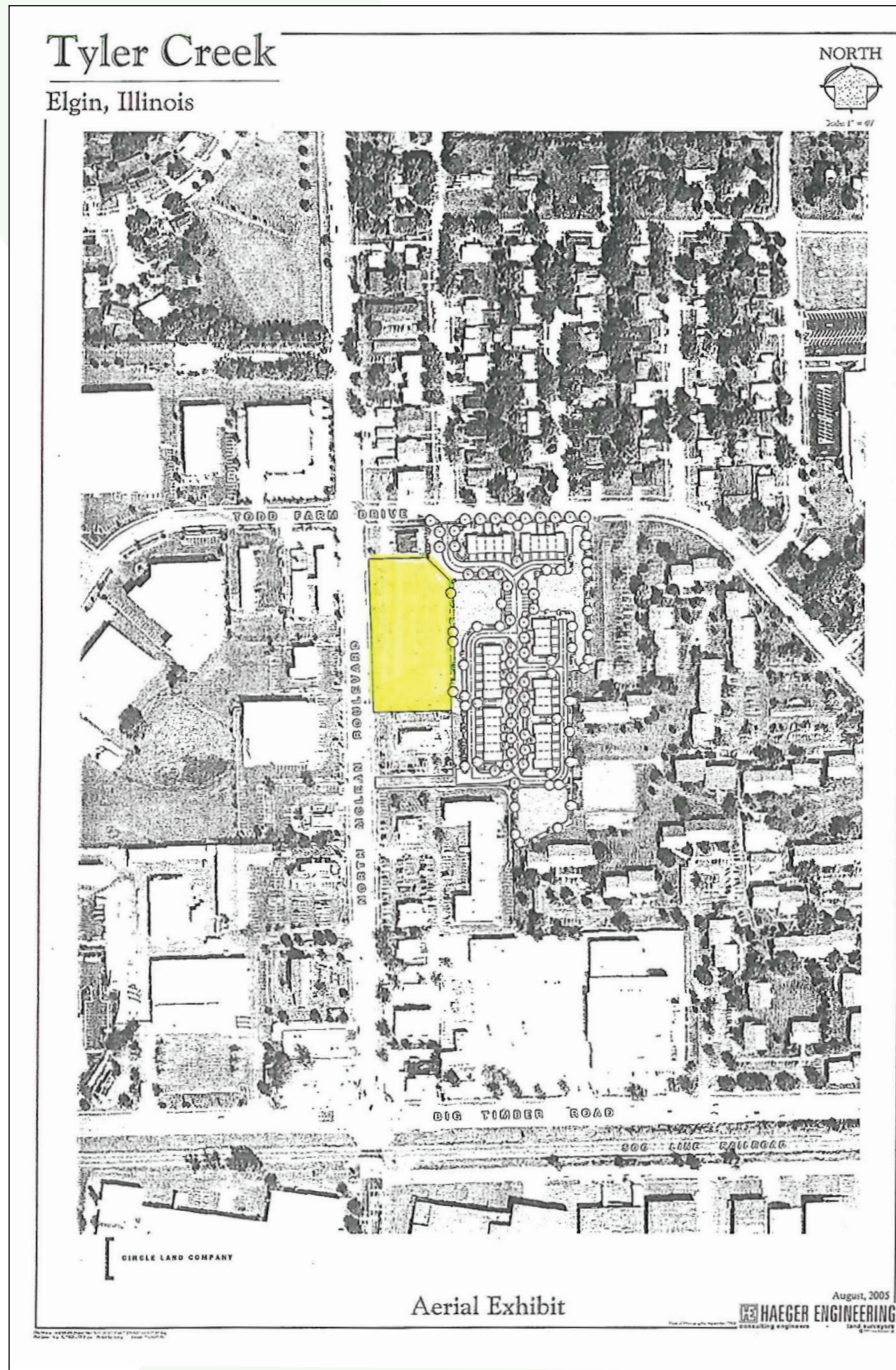 Tyler Creek
Elgin, Illinois
NORTH
TODD FARM DRIVE
NORTH MCLEAN BOULEVARD
BIG TIMBER ROAD
SOO LINE RAILROAD
CIRCLE LAND COMPANY
Aerial Exhibit
August, 2005
HE HAEGER ENGINEERING
consulting engineers • land surveyors